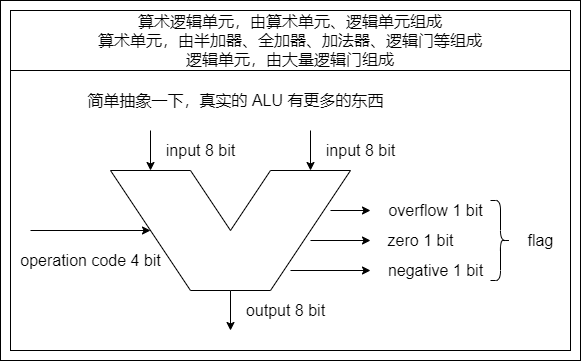 算术逻辑单元，由算术单元、逻辑单元组成
算术单元，由半加器、全加器、加法器、逻辑门等组成
逻辑单元，由大量逻辑门组成
简单抽象一下，真实的 ALU 有更多的东西
input 8 bit
input 8 bit
overflow 1 bit
zero 1 bit
flag
operation code 4 bit
negative 1 bit
output 8 bit